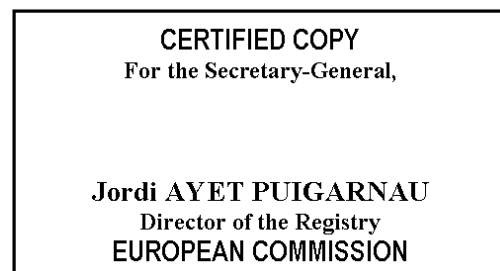 CERTIFIED COPY
For the Secretary-General,
Jordi AYET PUIGARNAU
Director of the Registry
EUROPEAN COMMISSION